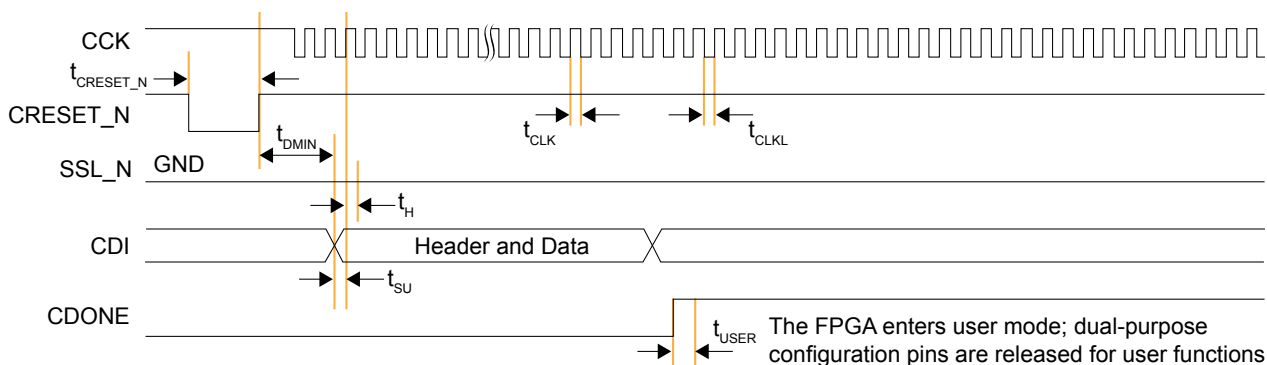 CCK
tCRESET_N
CRESET_N
tCLK
tCLKL
tDMIN
SSL_N
GND
tH
CDI
Header and Data
tSU
CDONE
tUSER
The FPGA enters user mode; dual-purpose
configuration pins are released for user functions